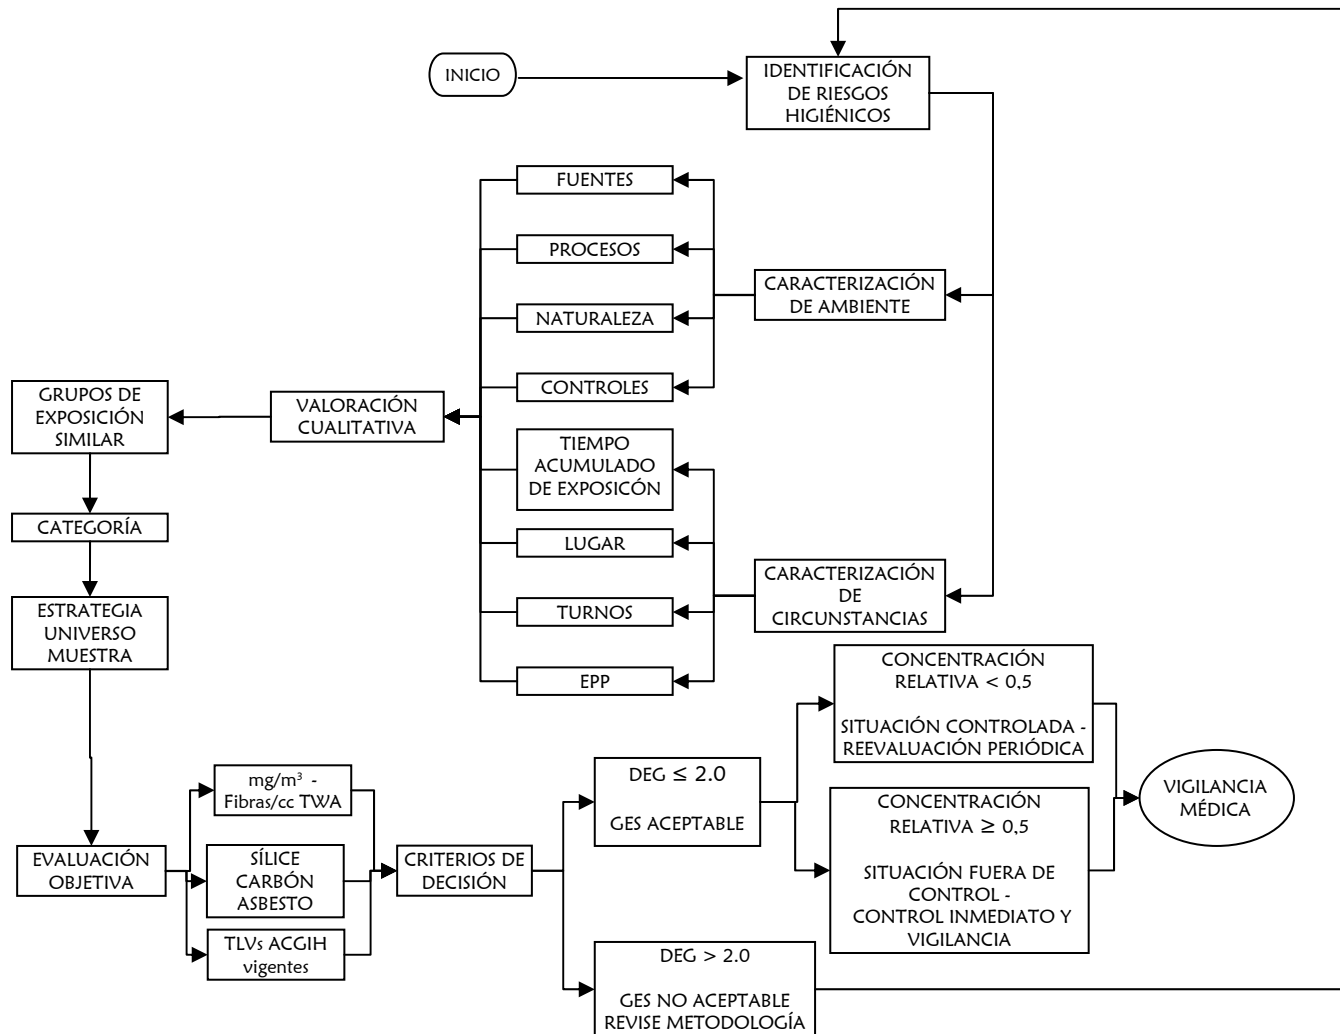 INICIO
IDENTIFICACIÓN
DE RIESGOS
HIGIÉNICOS
FUENTES
PROCESOS
NATURALEZA
CONTROLES
CARACTERIZACIÓN
DE AMBIENTE
GRUPOS DE
EXPOSICIÓN
SIMILAR
VALORACIÓN
CUALITATIVA
TIEMPO
ACUMULADO
DE EXPOSICÓN
LUGAR
TURNOS
EPP
CARACTERIZACIÓN
DE
CIRCUNSTANCIAS
CATEGORÍA
ESTRATEGIA
UNIVERSO
MUESTRA
EVALUACIÓN
OBJETIVA
mg/m³ -
Fibras/cc TWA
SÍLICE
CARBÓN
ASBESTO
TLVs ACGIH
vigentes
CRITERIOS DE
DECISIÓN
DEG ≤ 2.0
GES ACEPTABLE
DEG > 2.0
GES NO ACEPTABLE
REVISE METODOLOGÍA
CONCENTRACIÓN
RELATIVA < 0,5
SITUACIÓN CONTROLADA -
REEVALUACIÓN PERIÓDICA
CONCENTRACIÓN
RELATIVA ≥ 0,5
SITUACIÓN FUERA DE
CONTROL -
CONTROL INMEDIATO Y
VIGILANCIA
VIGILANCIA
MÉDICA